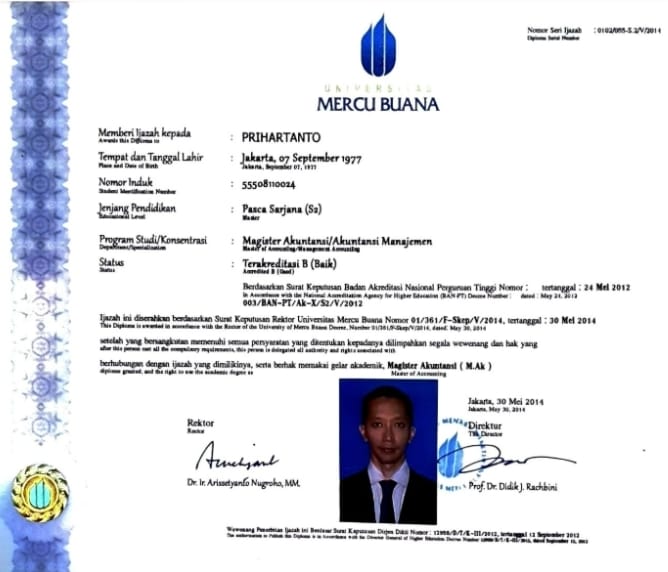 Nomor Seri Ijazah : 0102/055-S.2/V/2014
Diploma Serial Number
UNIVERSITAS
MERCU BUANA
Memberi Ijazah kepada : PRIHARTANTO
Awards this Diploma to
Tempat dan Tanggal Lahir : Jakarta, 07 September 1977
Place and Date of Birth Jakarta, September 07, 1977
Nomor Induk : 55508110024
Student Identification Number
Jenjang Pendidikan : Pasca Sarjana (S2)
Educational Level Master
Program Studi/Konsentrasi : Magister Akuntansi/Akuntansi Manajemen
Department/Specialization Master of Accounting/Management Accounting
Status : Terakreditasi B (Baik)
Status Accredited B (Good)
Berdasarkan Surat Keputusan Badan Akreditasi Nasional Perguruan Tinggi Nomor : tertanggal : 24 Mei 2012
In Accordance with the National Accreditation Agency for Higher Education (BAN-PT) Decree Number : dated : May 24, 2012
003/BAN-PT/Ak-X/S2/V/2012
Ijazah ini diserahkan berdasarkan Surat Keputusan Rektor Universitas Mercu Buana Nomor 01/361/F-Skep/V/2014, tertanggal : 30 Mei 2014
This Diploma is awarded in accordance with the Rector of the University of Mercu Buana Decree, Number 01/361/F-Skep/V/2014, dated: May 30, 2014
setelah yang bersangkutan memenuhi semua persyaratan yang ditentukan kepadanya dilimpahkan segala wewenang dan hak yang
after this person met all the compulsory requirements, this person is delegated all authority and rights associated with
berhubungan dengan ijazah yang dimilikinya, serta berhak memakai gelar akademik, Magister Akuntansi ( M.Ak )
diploma granted, and the right to use the academic degree as Master of Accounting
Jakarta, 30 Mei 2014
Jakarta, May 30, 2014
Rektor
Rector
Direktur
The Director
Dr. Ir. Arissetyanto Nugroho, MM.
Prof. Dr. Didik J. Rachbini
Wewenang Penerbitan Ijazah ini Berdasar Surat Keputusan Dirjen Dikti Nomor : 12956/D/T/K-III/2012, tertanggal 12 September 2012
The authorization to Publish this Diploma is in Accordance with the Director General of Higher Education Decree Number 12956/D/T/K-III/2012, dated September 12, 2012